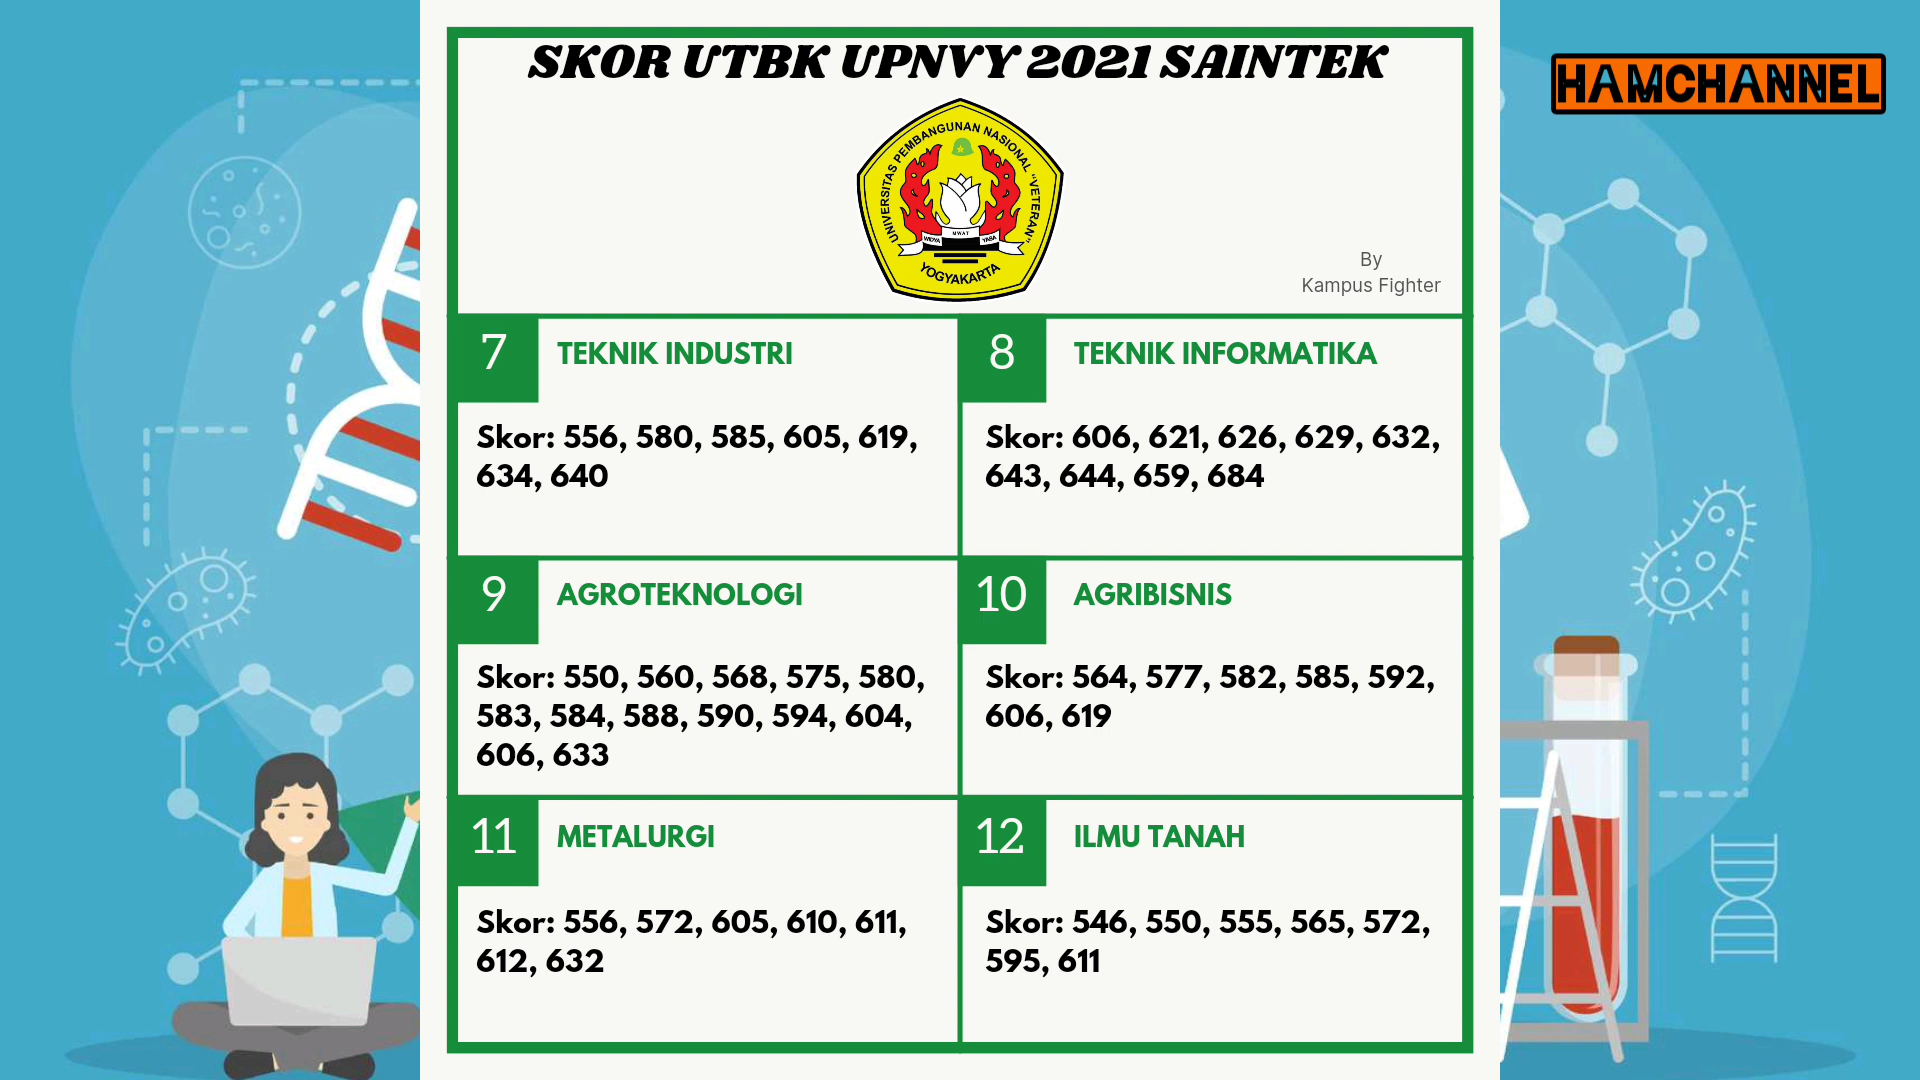 SKOR UTBK UPNVY 2021 SAINTEK
HAMCHANNEL
UNIVERSITAS PEMBANGUNAN NASIONAL "VETERAN"
WIDYA MWAT YASA
YOGYAKARTA
By
Kampus Fighter
7 TEKNIK INDUSTRI
Skor: 556, 580, 585, 605, 619,
634, 640
8 TEKNIK INFORMATIKA
Skor: 606, 621, 626, 629, 632,
643, 644, 659, 684
9 AGROTEKNOLOGI
Skor: 550, 560, 568, 575, 580,
583, 584, 588, 590, 594, 604,
606, 633
10 AGRIBISNIS
Skor: 564, 577, 582, 585, 592,
606, 619
11 METALURGI
Skor: 556, 572, 605, 610, 611,
612, 632
12 ILMU TANAH
Skor: 546, 550, 555, 565, 572,
595, 611